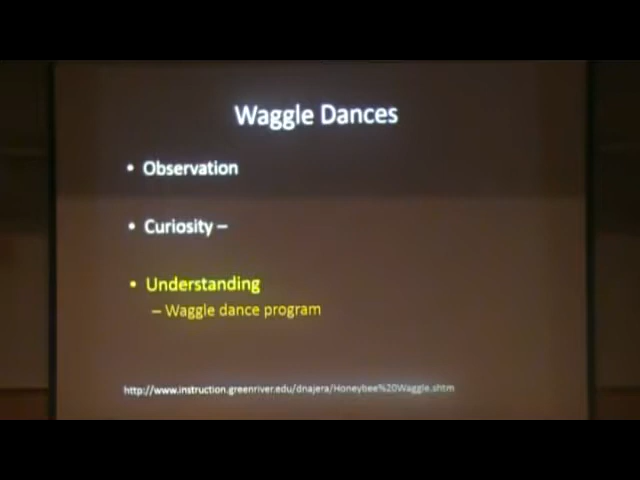 Waggle Dances
• Observation
• Curiosity –
• Understanding
– Waggle dance program
http://www.instruction.greenriver.edu/dnajera/Honeybee%20Waggle.shtm